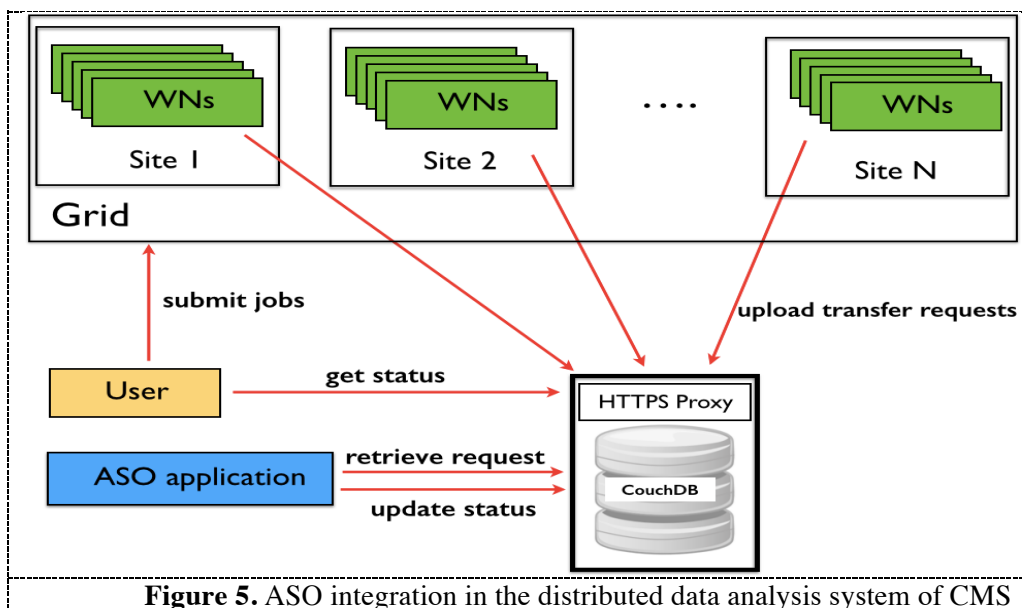 WNs
WNs
....
WNs
Site 1
Site 2
Site N
Grid
submit jobs
upload transfer requests
User
get status
HTTPS Proxy
ASO application
retrieve request
CouchDB
update status
Figure 5. ASO integration in the distributed data analysis system of CMS